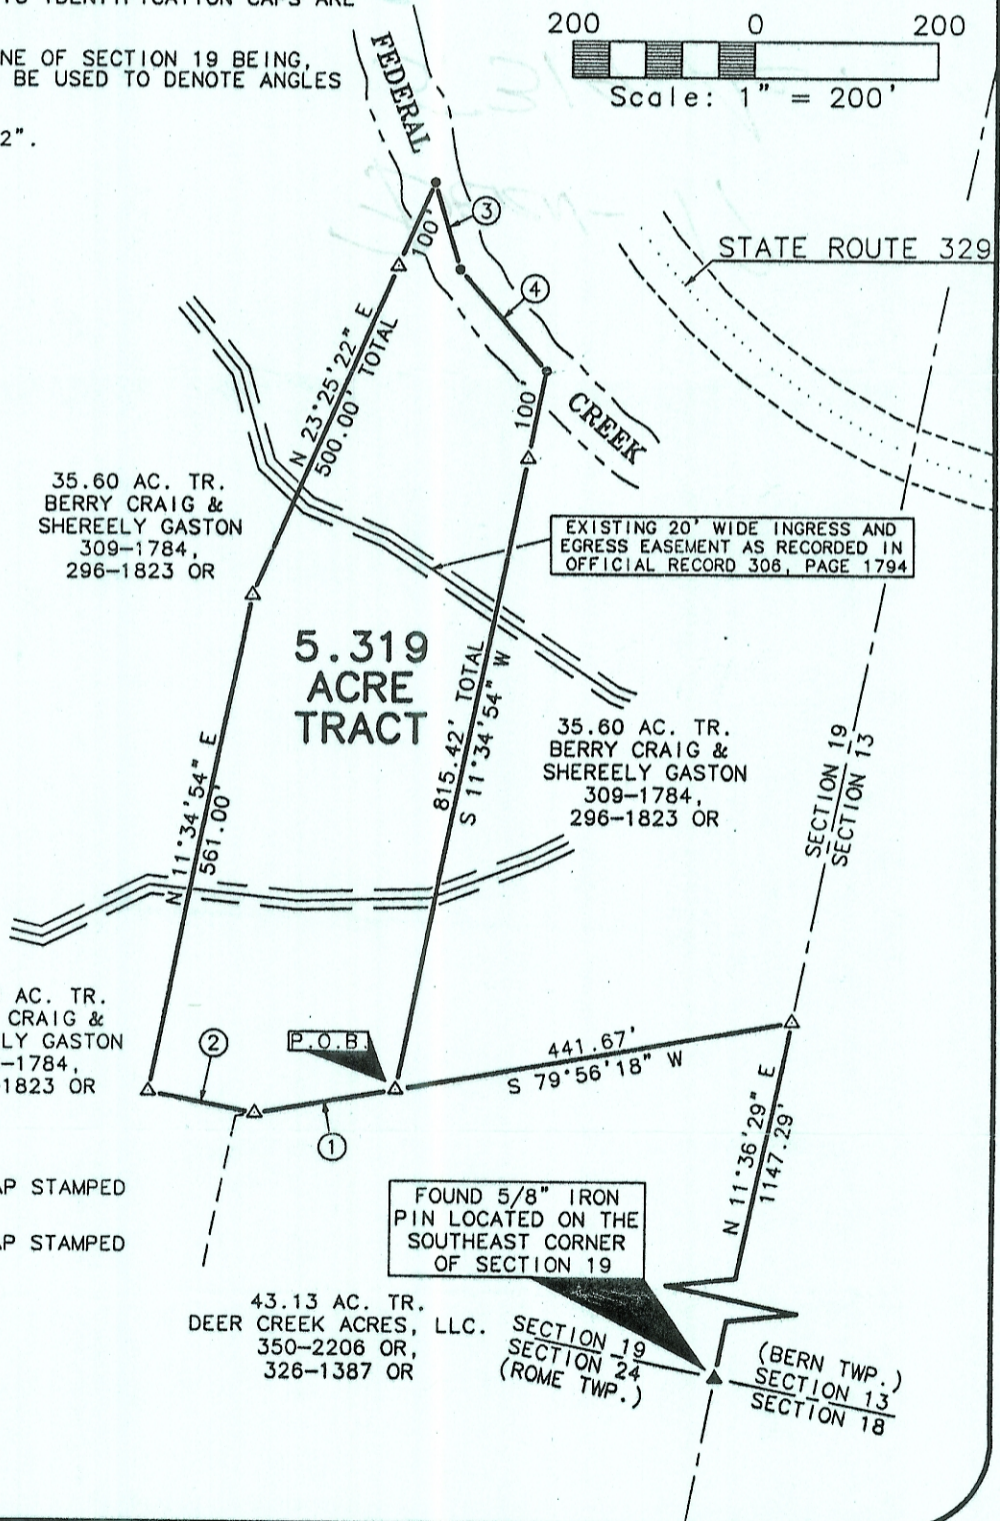 TO IDENTIFICATION CAPS ARE
NE OF SECTION 19 BEING,
BE USED TO DENOTE ANGLES
2".
200 0 200
Scale: 1" = 200'
FEDERAL
CREEK
STATE ROUTE 329
3
4
100'
100'
N 23°25'22" E
500.00' TOTAL
35.60 AC. TR.
BERRY CRAIG &
SHEREELY GASTON
309-1784,
296-1823 OR
EXISTING 20' WIDE INGRESS AND
EGRESS EASEMENT AS RECORDED IN
OFFICIAL RECORD 306, PAGE 1794
5.319
ACRE
TRACT
815.42' TOTAL
S 11°34'54" W
35.60 AC. TR.
BERRY CRAIG &
SHEREELY GASTON
309-1784,
296-1823 OR
SECTION 19
SECTION 13
N 11°34'54" E
561.00'
AC. TR.
CRAIG &
LY GASTON
-1784,
1823 OR
2
P.O.B.
1
441.67'
S 79°56'18" W
N 11°36'29" E
1147.29'
AP STAMPED
AP STAMPED
FOUND 5/8" IRON
PIN LOCATED ON THE
SOUTHEAST CORNER
OF SECTION 19
43.13 AC. TR.
DEER CREEK ACRES, LLC.
350-2206 OR,
326-1387 OR
SECTION 19
SECTION 24
(ROME TWP.)
(BERN TWP.)
SECTION 13
SECTION 18